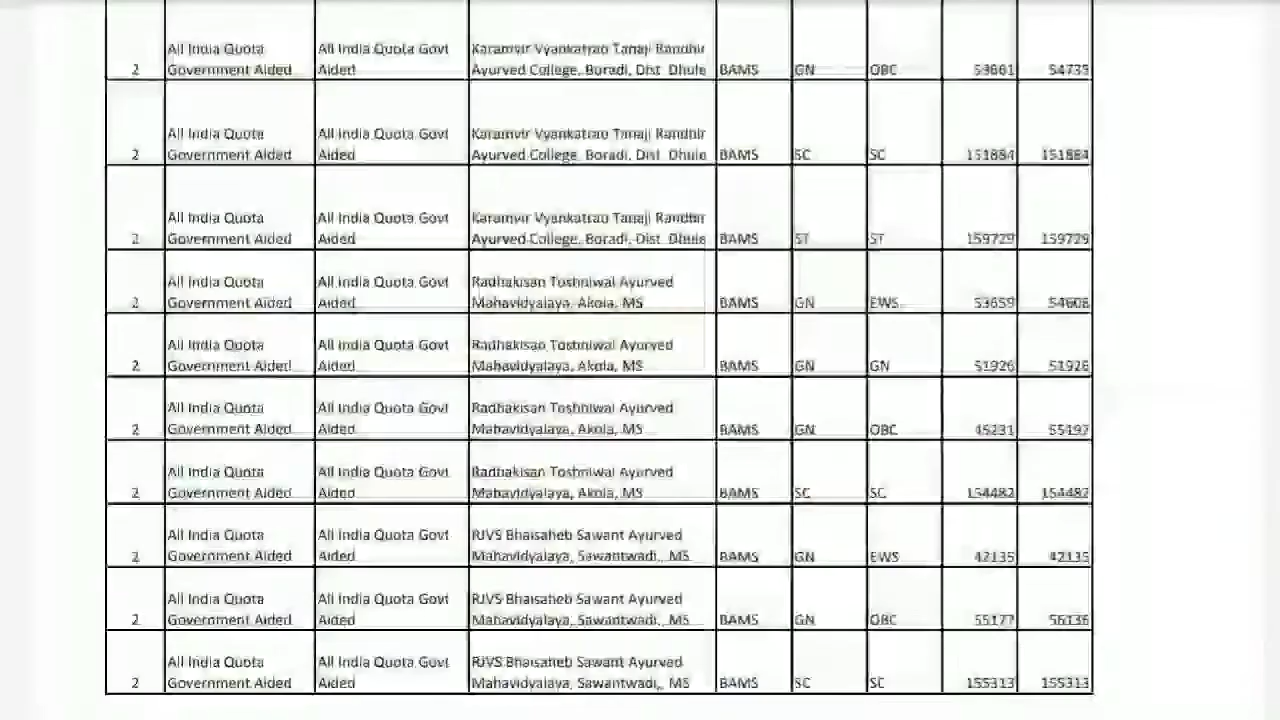 All India Quota All India Quota Govt Karamvir Vyankatrao Tanaji Randhir
2 Government Aided Aided Ayurved College, Boradi, Dist Dhule BAMS GN OBC 53661 54735
All India Quota All India Quota Govt Karamvir Vyankatrao Tanaji Randhir
2 Government Aided Aided Ayurved College, Boradi, Dist Dhule BAMS SC SC 151884 151884
All India Quota All India Quota Govt Karamvir Vyankatrao Tanaji Randhir
2 Government Aided Aided Ayurved College, Boradi, Dist Dhule BAMS ST ST 159729 159729
All India Quota All India Quota Govt Radhakisan Toshniwal Ayurved
2 Government Aided Aided Mahavidyalaya, Akola, MS BAMS GN EWS 53659 54608
All India Quota All India Quota Govt Radhakisan Toshniwal Ayurved
2 Government Aided Aided Mahavidyalaya, Akola, MS BAMS GN GN 51926 51926
All India Quota All India Quota Govt Radhakisan Toshniwal Ayurved
2 Government Aided Aided Mahavidyalaya, Akola, MS BAMS GN OBC 45231 55197
All India Quota All India Quota Govt Radhakisan Toshniwal Ayurved
2 Government Aided Aided Mahavidyalaya, Akola, MS BAMS SC SC 154482 154482
All India Quota All India Quota Govt RJVS Bhaisaheb Sawant Ayurved
2 Government Aided Aided Mahavidyalaya, Sawantwadi,, MS BAMS GN EWS 42135 42135
All India Quota All India Quota Govt RJVS Bhaisaheb Sawant Ayurved
2 Government Aided Aided Mahavidyalaya, Sawantwadi,, MS BAMS GN OBC 55177 56136
All India Quota All India Quota Govt RJVS Bhaisaheb Sawant Ayurved
2 Government Aided Aided Mahavidyalaya, Sawantwadi,, MS BAMS SC SC 155313 155313